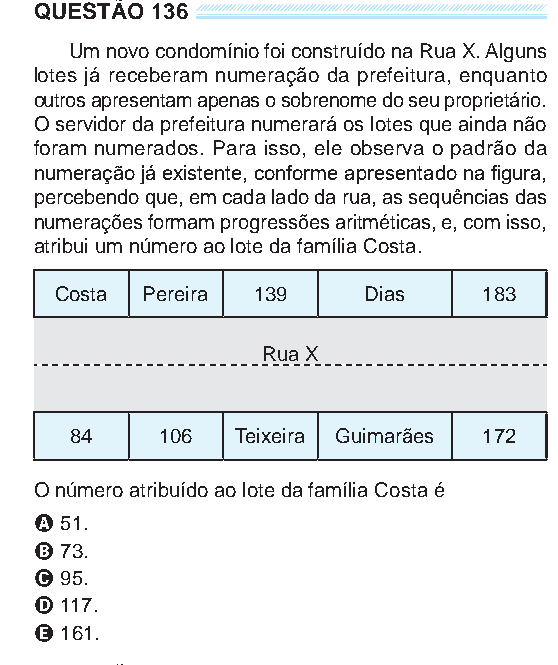 QUESTÃO 136
Um novo condomínio foi construído na Rua X. Alguns
lotes já receberam numeração da prefeitura, enquanto
outros apresentam apenas o sobrenome do seu proprietário.
O servidor da prefeitura numerará os lotes que ainda não
foram numerados. Para isso, ele observa o padrão da
numeração já existente, conforme apresentado na figura,
percebendo que, em cada lado da rua, as sequências das
numerações formam progressões aritméticas, e, com isso,
atribui um número ao lote da família Costa.
Costa Pereira 139 Dias 183
Rua X
84 106 Teixeira Guimarães 172
O número atribuído ao lote da família Costa é
A 51.
B 73.
C 95.
D 117.
E 161.